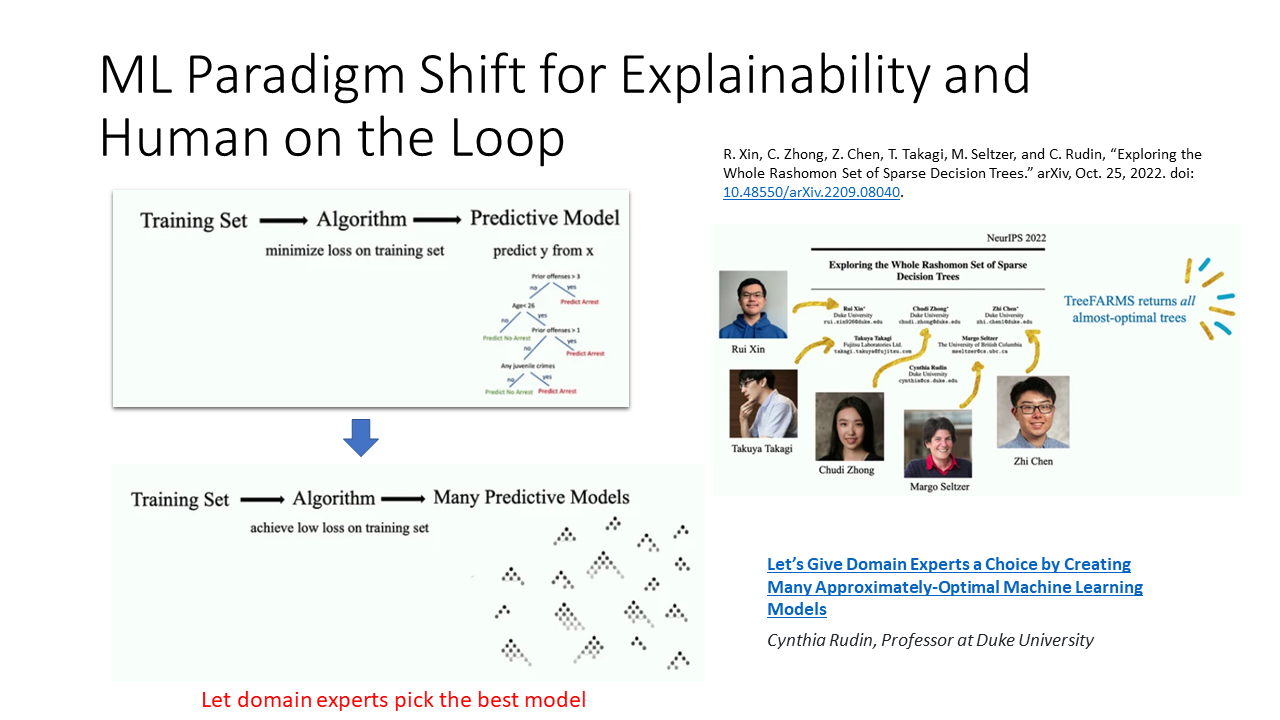 ML Paradigm Shift for Explainability and
Human on the Loop
R. Xin, C. Zhong, Z. Chen, T. Takagi, M. Seltzer, and C. Rudin, “Exploring the
Whole Rashomon Set of Sparse Decision Trees.” arXiv, Oct. 25, 2022. doi:
10.48550/arXiv.2209.08040.
Training Set Algorithm Predictive Model
minimize loss on training set predict y from x
Prior offenses > 3
no yes
Age< 26 Predict Arrest
no yes
Predict No Arrest Prior offenses > 1
no yes
Any juvenile crimes Predict Arrest
no yes
Predict No Arrest Predict Arrest
Training Set Algorithm Many Predictive Models
achieve low loss on training set
Let domain experts pick the best model
NeurIPS 2022
Exploring the Whole Rashomon Set of Sparse
Decision Trees
Rui Xin* Chudi Zhong* Zhi Chen*
Duke University Duke University Duke University
rui.xin926@duke.edu chudi.zhong@duke.edu zhi.chen1@duke.edu
Takuya Takagi Margo Seltzer
Fujitsu Laboratories Ltd. The University of British Columbia
takagi.takuya@fujitsu.com mseltzer@cs.ubc.ca
Cynthia Rudin
Duke University
cynthia@cs.duke.edu
TreeFARMS returns all
almost-optimal trees
Rui Xin
Takuya Takagi
Chudi Zhong
Margo Seltzer
Zhi Chen
Let’s Give Domain Experts a Choice by Creating
Many Approximately-Optimal Machine Learning
Models
Cynthia Rudin, Professor at Duke University